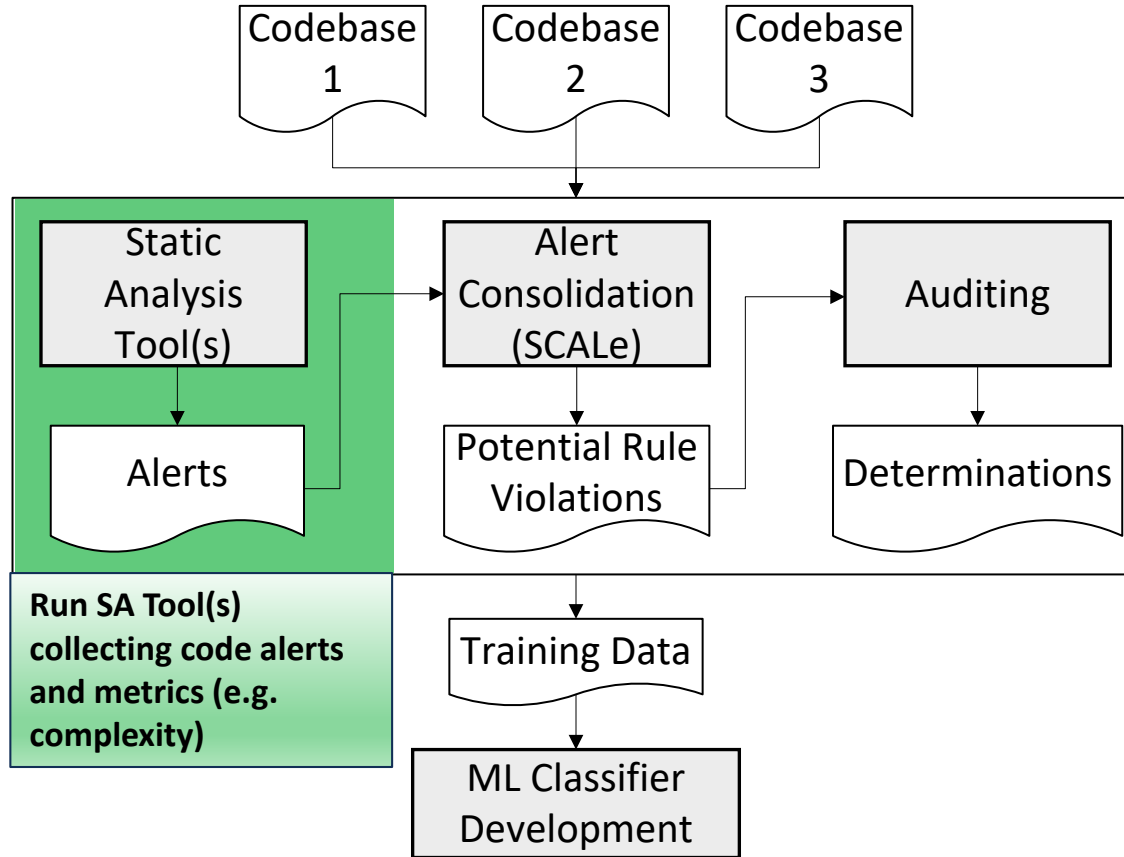 Codebase
1
Codebase
2
Codebase
3
Static
Analysis
Tool(s)
Alert
Consolidation
(SCALe)
Auditing
Alerts
Potential Rule
Violations
Determinations
Run SA Tool(s)
collecting code alerts
and metrics (e.g.
complexity)
Training Data
ML Classifier
Development